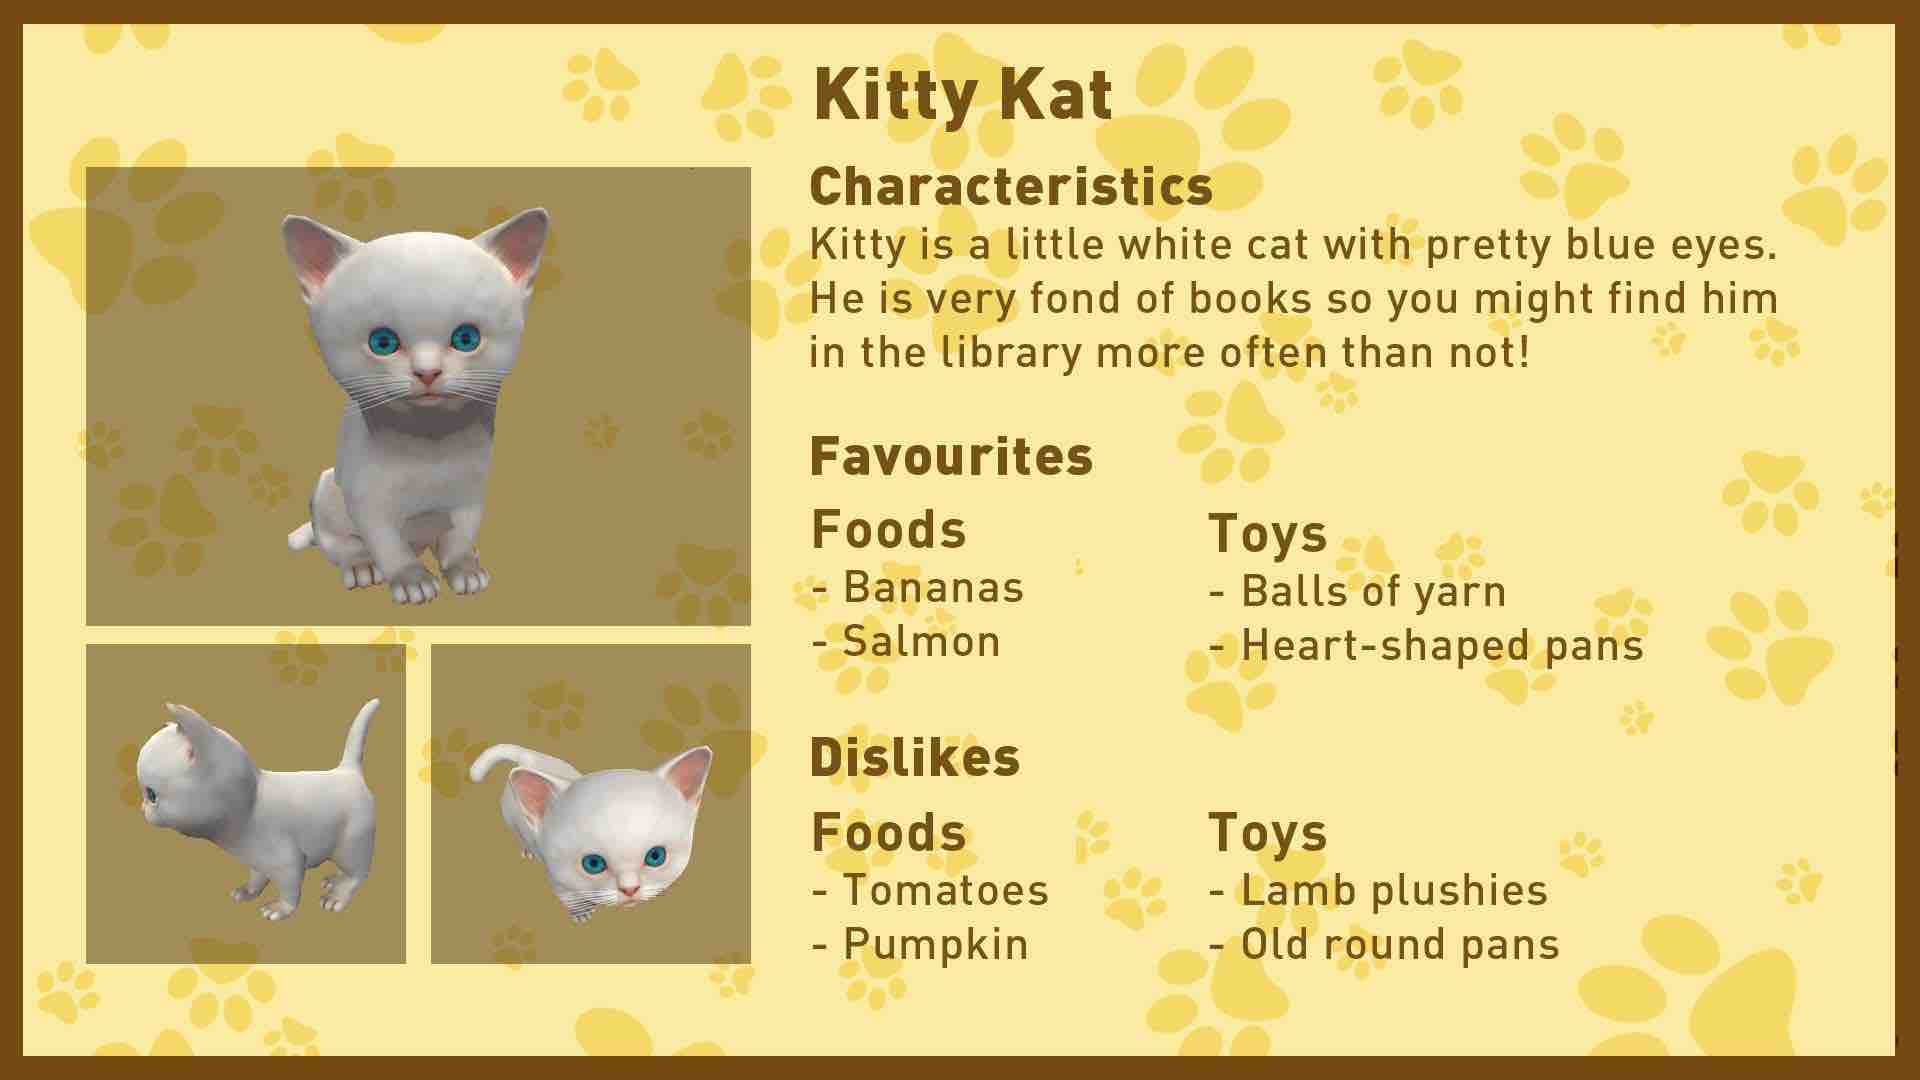 Kitty Kat
Characteristics
Kitty is a little white cat with pretty blue eyes.
He is very fond of books so you might find him
in the library more often than not!
Favourites
Foods
- Bananas
- Salmon
Toys
- Balls of yarn
- Heart-shaped pans
Dislikes
Foods
- Tomatoes
- Pumpkin
Toys
- Lamb plushies
- Old round pans